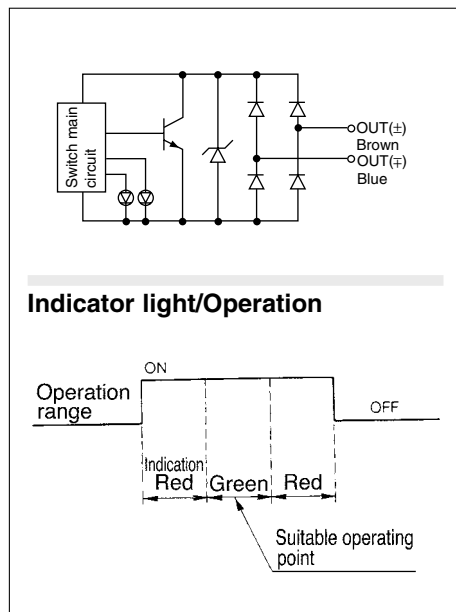 Switch main
circuit
OUT(±)
Brown
OUT(∓)
Blue
Indicator light/Operation
ON
Operation
range
OFF
Indication
Red Green Red
Suitable operating
point